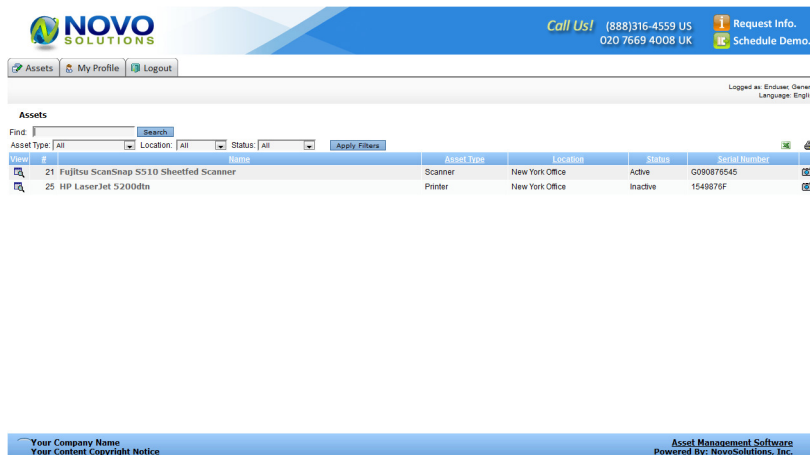 NOVO
SOLUTIONS
Call Us! (888)316-4559 US
020 7669 4008 UK
Request Info.
Schedule Demo.
Assets My Profile Logout
Logged as: Enduser, Gener
Language: Engli
Assets
Find: Search
Asset Type: All Location: All Status: All Apply Filters
View # Name Asset Type Location Status Serial Number
21 Fujitsu ScanSnap S510 Sheetfed Scanner Scanner New York Office Active G090876545
25 HP LaserJet 5200dtn Printer New York Office Inactive 1549876F
Your Company Name
Your Content Copyright Notice
Asset Management Software
Powered By: NovoSolutions, Inc.